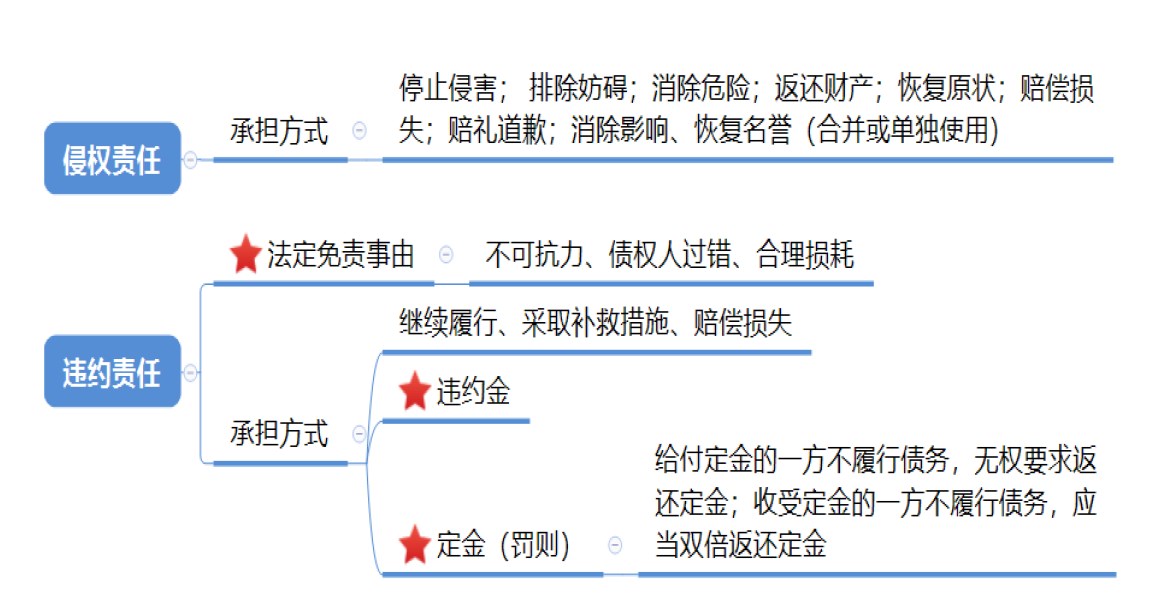 侵权责任
承担方式
停止侵害； 排除妨碍；消除危险；返还财产；恢复原状；赔偿损
失；赔礼道歉；消除影响、恢复名誉（合并或单独使用）
违约责任
法定免责事由
不可抗力、债权人过错、合理损耗
承担方式
继续履行、采取补救措施、赔偿损失
违约金
定金（罚则）
给付定金的一方不履行债务，无权要求返
还定金；收受定金的一方不履行债务，应
当双倍返还定金